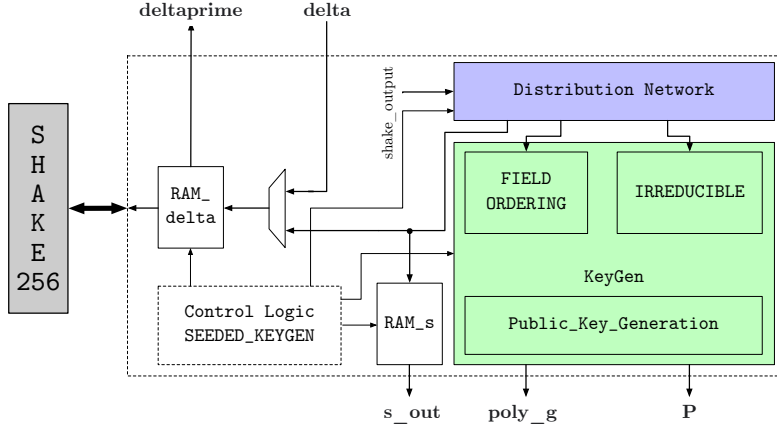 deltaprime
delta
S
H
A
K
E
256
shake_output
Distribution Network
RAM_
delta
FIELD
ORDERING
IRREDUCIBLE
KeyGen
Control Logic
SEEDED_KEYGEN
RAM_s
Public_Key_Generation
s_out
poly_g
P